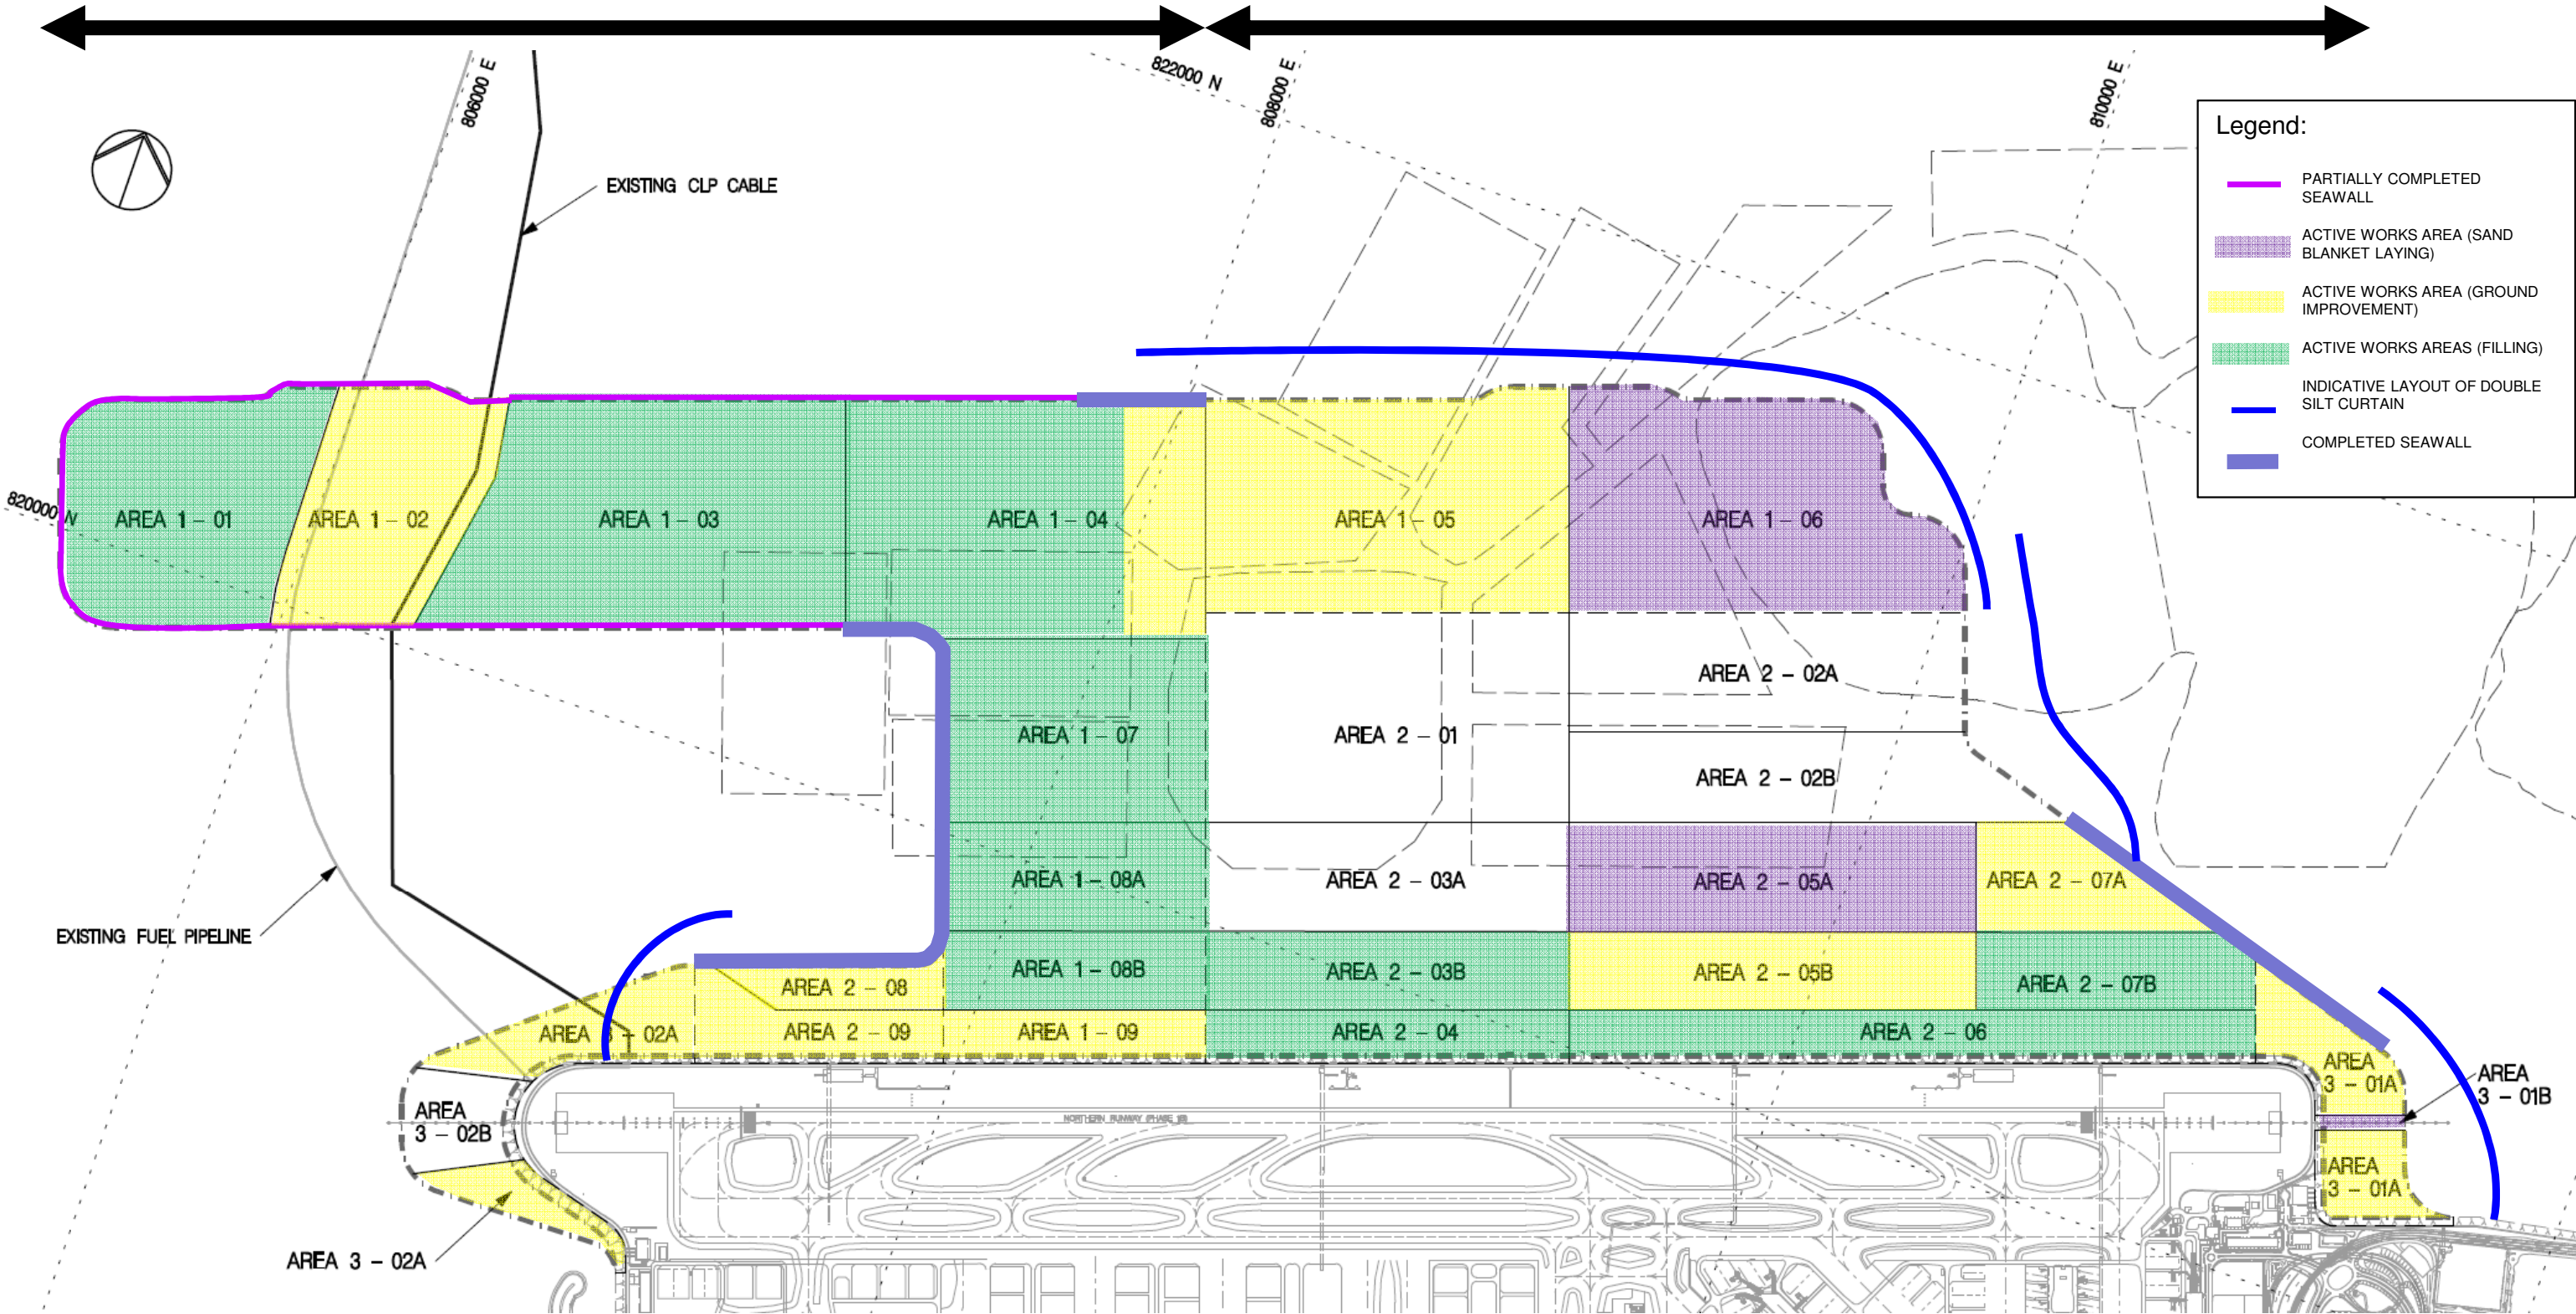 822000 N
806000 E
808000 E
810000 E
Legend:
PARTIALLY COMPLETED
SEAWALL
ACTIVE WORKS AREA (SAND
BLANKET LAYING)
ACTIVE WORKS AREA (GROUND
IMPROVEMENT)
ACTIVE WORKS AREAS (FILLING)
INDICATIVE LAYOUT OF DOUBLE
SILT CURTAIN
COMPLETED SEAWALL
EXISTING CLP CABLE
820000 N
AREA 1 - 01
AREA 1 - 02
AREA 1 - 03
AREA 1 - 04
AREA 1 - 05
AREA 1 - 06
AREA 2 - 02A
AREA 1 - 07
AREA 2 - 01
AREA 2 - 02B
AREA 1 - 08A
AREA 2 - 03A
AREA 2 - 05A
AREA 2 - 07A
EXISTING FUEL PIPELINE
AREA 1 - 08B
AREA 2 - 03B
AREA 2 - 05B
AREA 2 - 07B
AREA 2 - 08
AREA 3 - 02A
AREA 2 - 09
AREA 1 - 09
AREA 2 - 04
AREA 2 - 06
AREA
3 - 01A
AREA
3 - 01B
AREA
3 - 02B
NORTHERN RUNWAY (PHASE 1B)
AREA
3 - 01A
AREA 3 - 02A